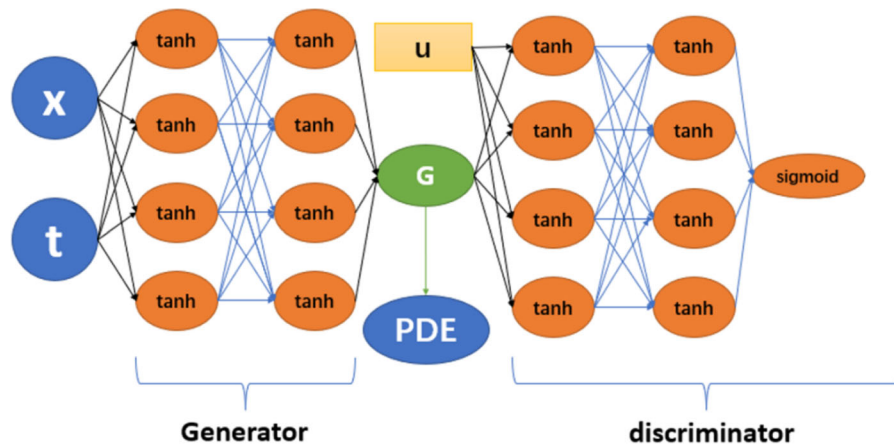 x
t
tanh
tanh
tanh
tanh
tanh
tanh
tanh
tanh
u
G
PDE
tanh
tanh
tanh
tanh
tanh
tanh
tanh
tanh
sigmoid
Generator
discriminator